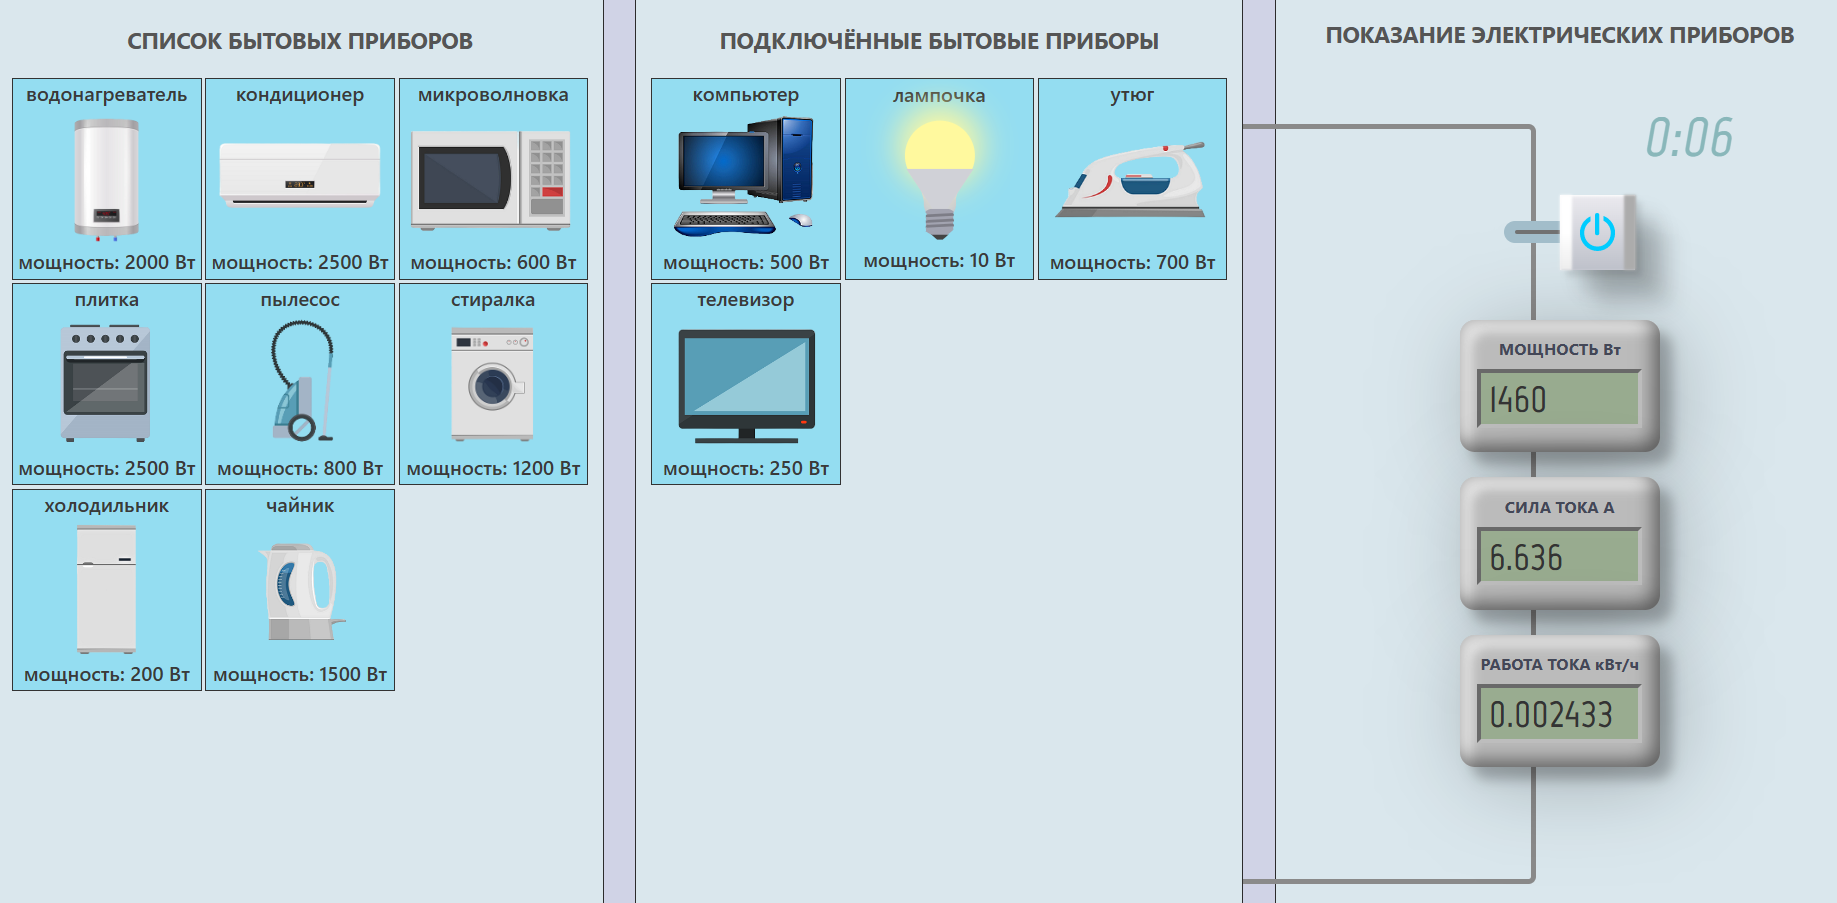 СПИСОК БЫТОВЫХ ПРИБОРОВ
водонагреватель
мощность: 2000 Вт
кондиционер
мощность: 2500 Вт
микроволновка
мощность: 600 Вт
плитка
мощность: 2500 Вт
пылесос
мощность: 800 Вт
стиралка
мощность: 1200 Вт
холодильник
мощность: 200 Вт
чайник
мощность: 1500 Вт
ПОДКЛЮЧЁННЫЕ БЫТОВЫЕ ПРИБОРЫ
компьютер
мощность: 500 Вт
лампочка
мощность: 10 Вт
утюг
мощность: 700 Вт
телевизор
мощность: 250 Вт
ПОКАЗАНИЕ ЭЛЕКТРИЧЕСКИХ ПРИБОРОВ
0:06
МОЩНОСТЬ Вт
1460
СИЛА ТОКА А
6.636
РАБОТА ТОКА кВт/ч
0.002433